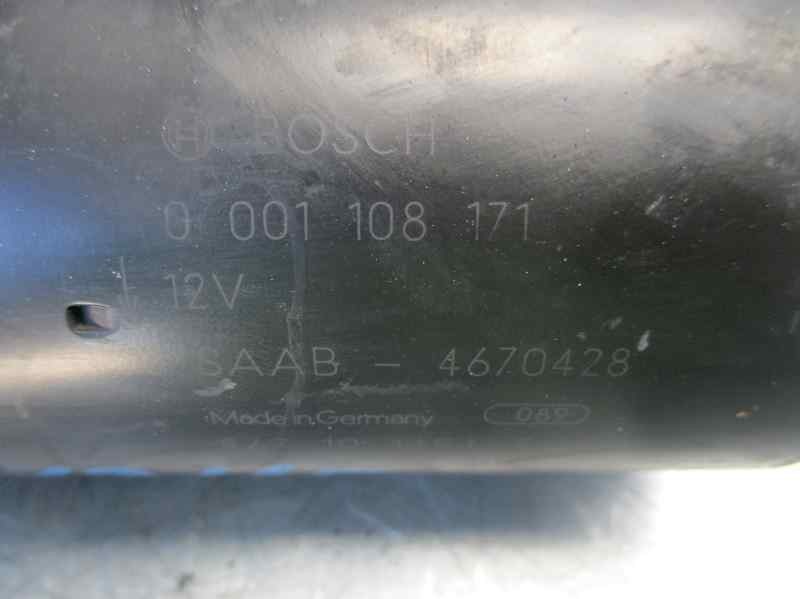 BOSCH
0 001 108 171
12V
SAAB - 4670428
Made in Germany 089